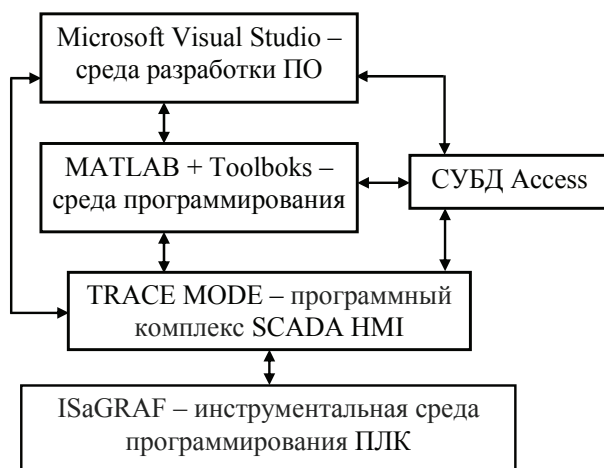 Microsoft Visual Studio –
среда разработки ПО
MATLAB + Toolboks –
среда программирования
СУБД Access
TRACE MODE – программный
комплекс SCADA HMI
ISaGRAF – инструментальная среда
программирования ПЛК